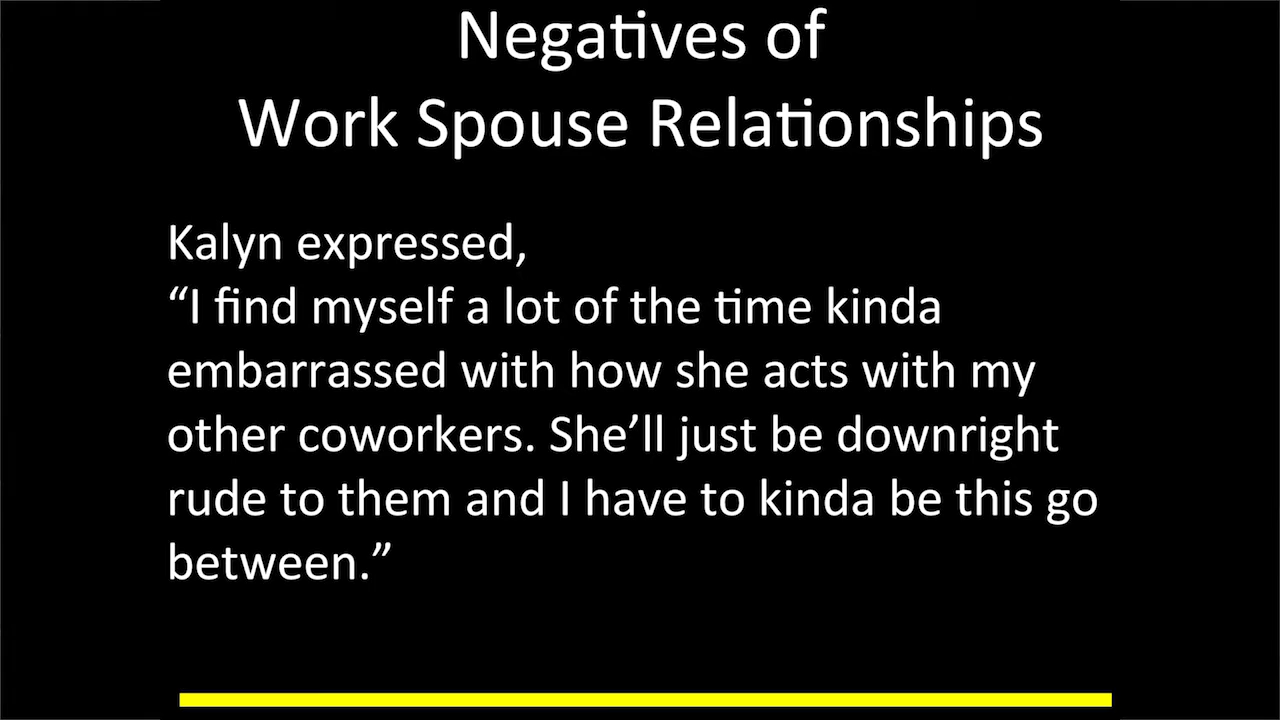 Negatives of
Work Spouse Relationships
Kalyn expressed,
“I find myself a lot of the time kinda
embarrassed with how she acts with my
other coworkers. She’ll just be downright
rude to them and I have to kinda be this go
between.”